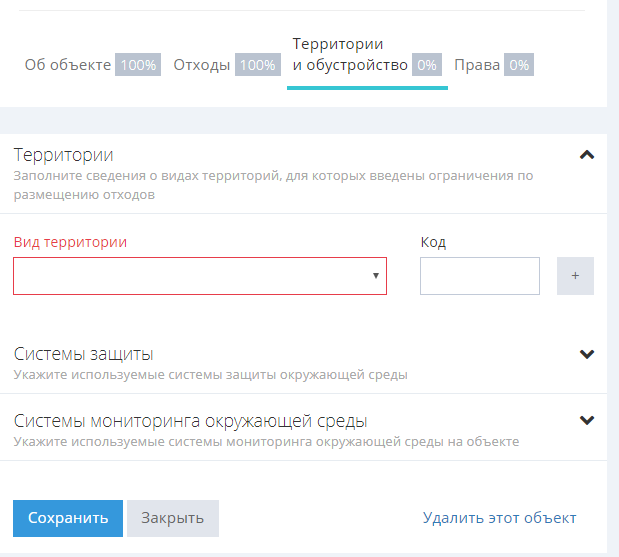 Территории
Об объекте 100% Отходы 100% и обустройство 0% Права 0%
Территории
Заполните сведения о видах территорий, для которых введены ограничения по
размещению отходов
Вид территории Код
+
Системы защиты
Укажите используемые системы защиты окружающей среды
Системы мониторинга окружающей среды
Укажите используемые системы мониторинга окружающей среды на объекте
Сохранить Закрыть Удалить этот объект